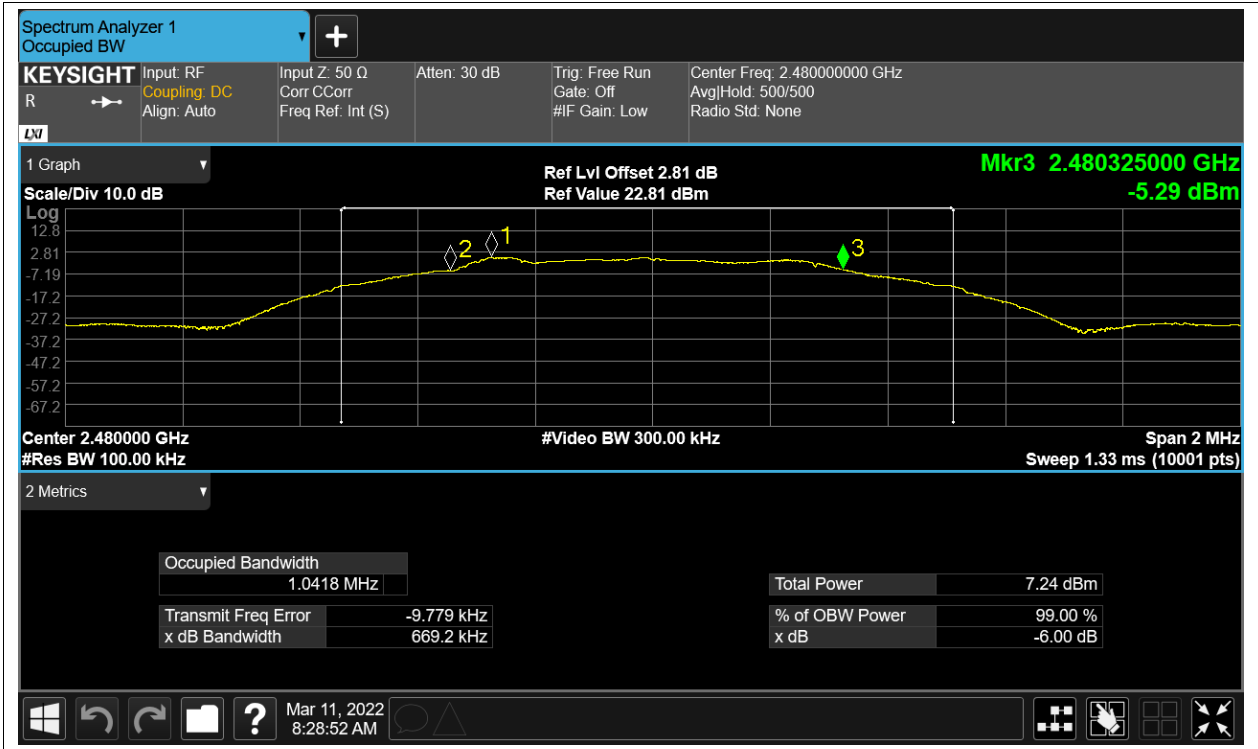 Spectrum Analyzer 1
Occupied BW
KEYSIGHT
R
LXI
Input: RF
Coupling: DC
Align: Auto
Input Z: 50 Ω
Corr CCorr
Freq Ref: Int (S)
Atten: 30 dB
Trig: Free Run
Gate: Off
#IF Gain: Low
Center Freq: 2.480000000 GHz
Avg|Hold: 500/500
Radio Std: None
1 Graph
Scale/Div 10.0 dB
Ref Lvl Offset 2.81 dB
Ref Value 22.81 dBm
Mkr3 2.480325000 GHz
-5.29 dBm
Log
12.8
2.81
-7.19
-17.2
-27.2
-37.2
-47.2
-57.2
-67.2
2
1
3
Center 2.480000 GHz
#Video BW 300.00 kHz
Span 2 MHz
#Res BW 100.00 kHz
Sweep 1.33 ms (10001 pts)
2 Metrics
Occupied Bandwidth
1.0418 MHz
Total Power 7.24 dBm
Transmit Freq Error -9.779 kHz
% of OBW Power 99.00 %
x dB Bandwidth 669.2 kHz
x dB -6.00 dB
?
Mar 11, 2022
8:28:52 AM